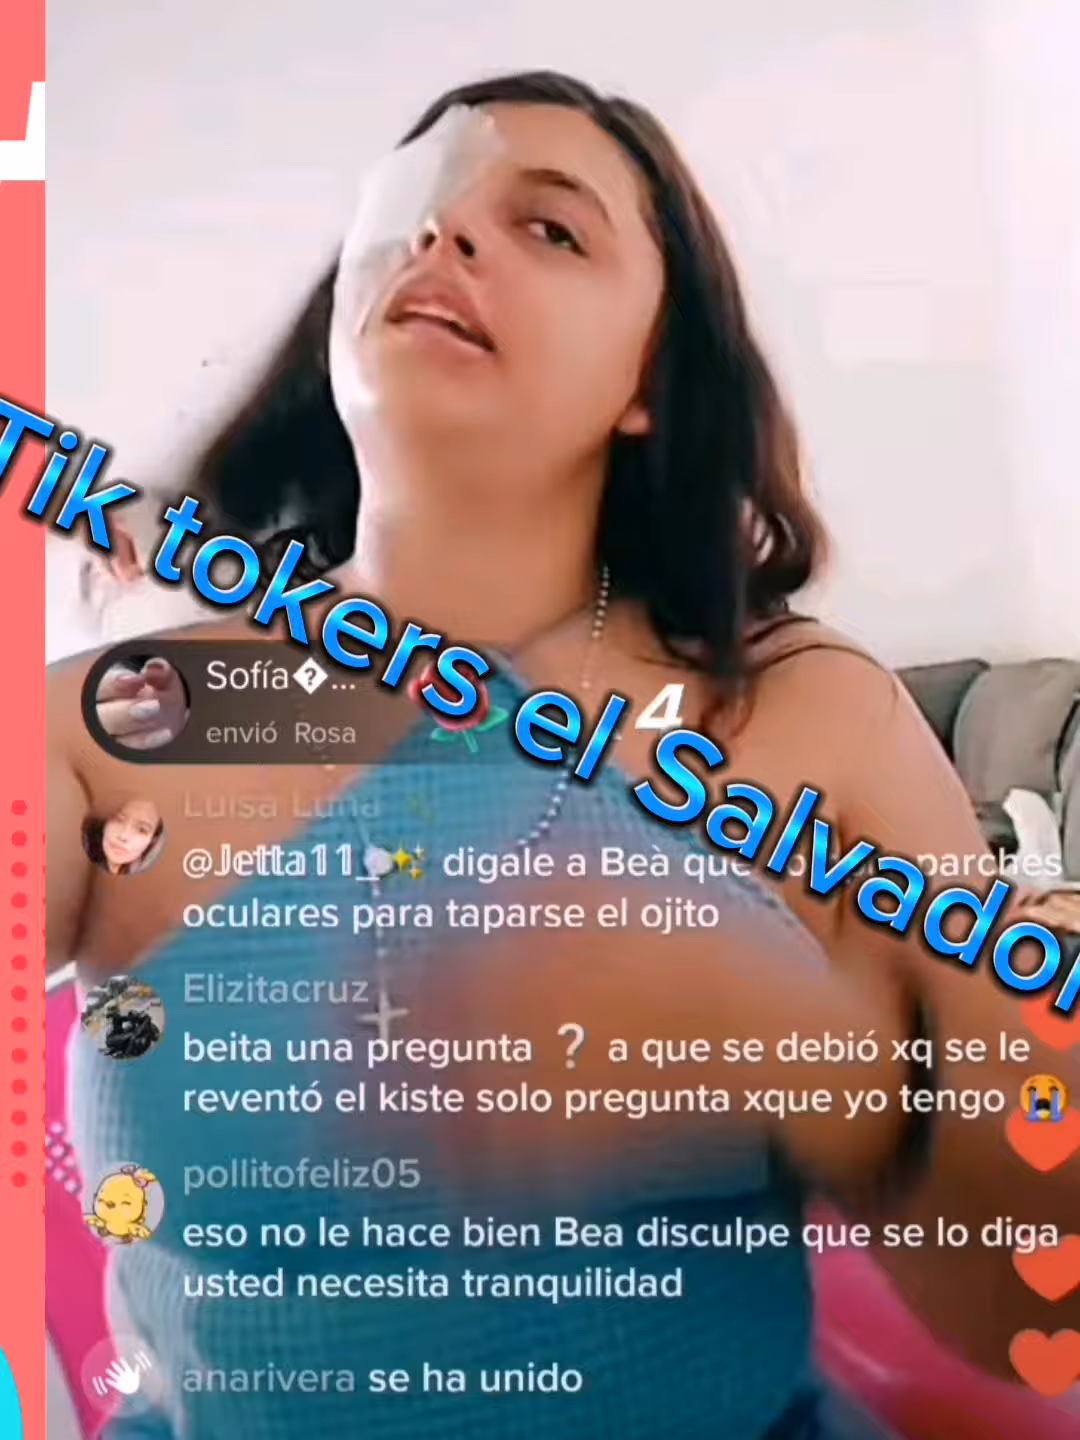 Tik tokers el Salvador
4
Sofía�...
envió Rosa
Luisa Luna
@Jetta11_ digale a Beà que parches
oculares para taparse el ojito
Elizitacruz
beita una pregunta ❓ a que se debió xq se le
reventó el kiste solo pregunta xque yo tengo 😭
pollitofeliz05
eso no le hace bien Bea disculpe que se lo diga
usted necesita tranquilidad
anarivera se ha unido